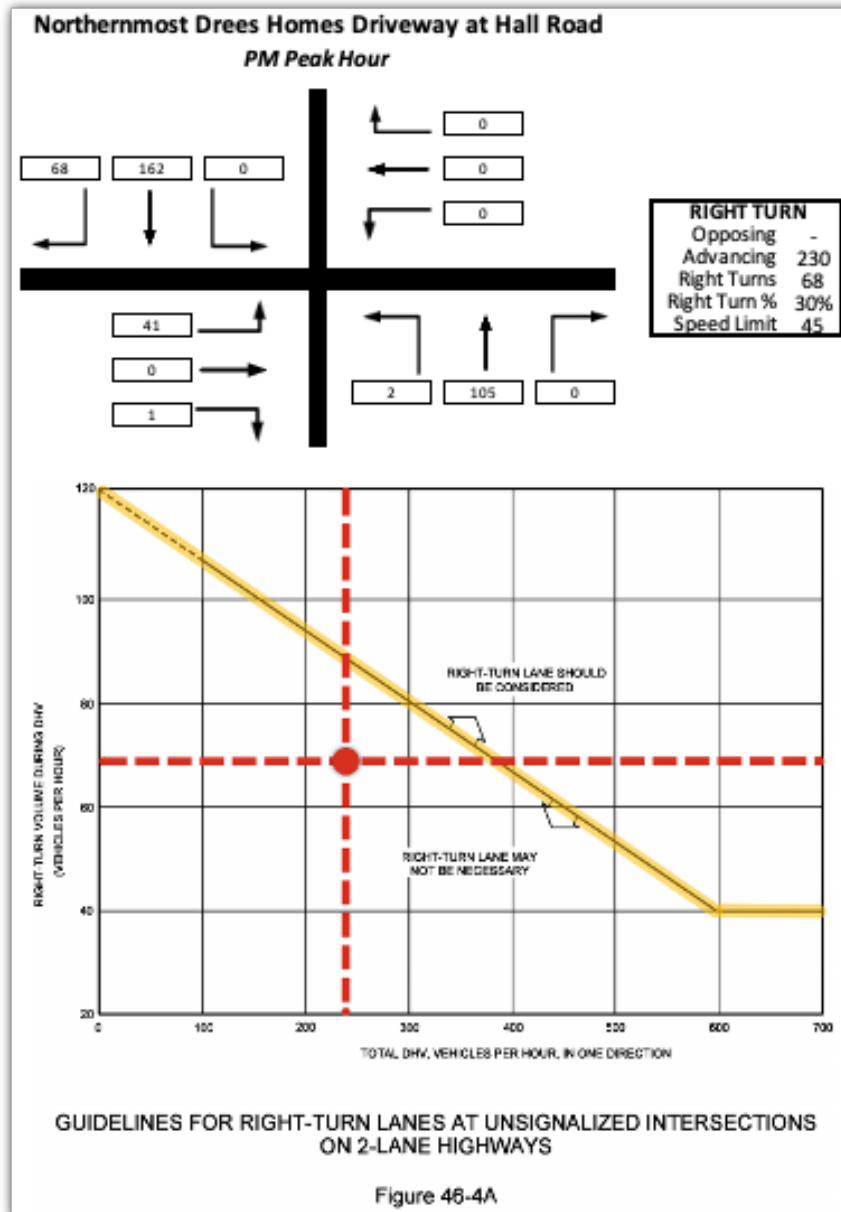 Northernmost Drees Homes Driveway at Hall Road
PM Peak Hour
0
68 162 0
0
0
RIGHT TURN
Opposing -
Advancing 230
Right Turns 68
Right Turn % 30%
Speed Limit 45
41
0
2 105 0
1
120
100
80
60
40
20
RIGHT-TURN VOLUME DURING DHV
(VEHICLES PER HOUR)
RIGHT-TURN LANE SHOULD
BE CONSIDERED
RIGHT-TURN LANE MAY
NOT BE NECESSARY
0 100 200 300 400 500 600 700
TOTAL DHV, VEHICLES PER HOUR, IN ONE DIRECTION
GUIDELINES FOR RIGHT-TURN LANES AT UNSIGNALIZED INTERSECTIONS
ON 2-LANE HIGHWAYS
Figure 46-4A